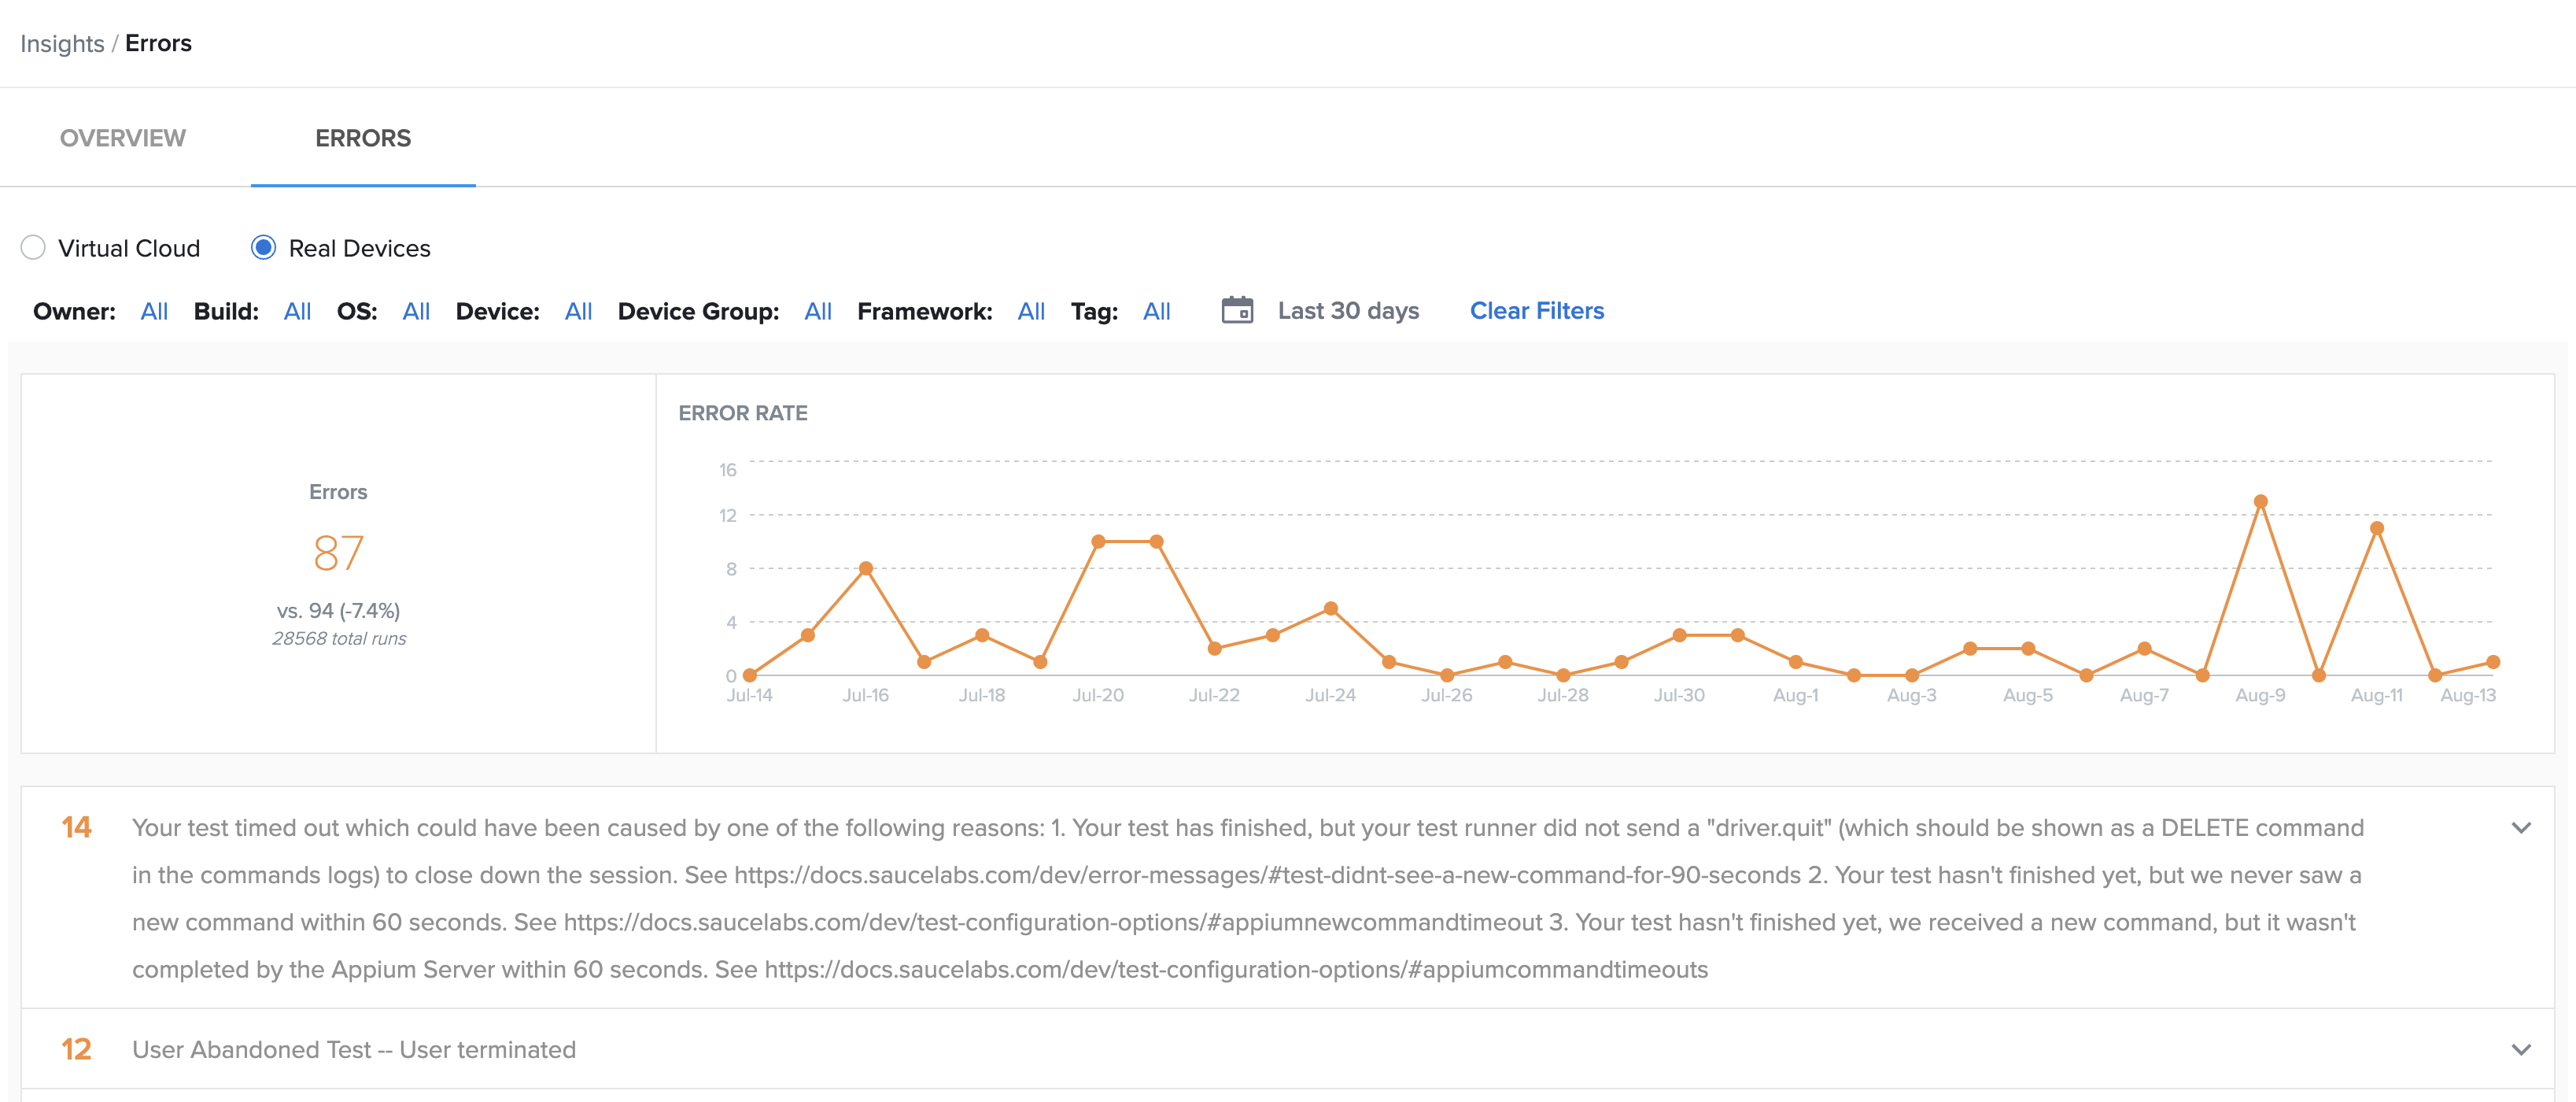 Insights / Errors
OVERVIEW ERRORS
Virtual Cloud Real Devices
Owner: All Build: All OS: All Device: All Device Group: All Framework: All Tag: All Last 30 days Clear Filters
Errors
87
vs. 94 (-7.4%)
28568 total runs
ERROR RATE
16
12
8
4
0
Jul-14 Jul-16 Jul-18 Jul-20 Jul-22 Jul-24 Jul-26 Jul-28 Jul-30 Aug-1 Aug-3 Aug-5 Aug-7 Aug-9 Aug-11 Aug-13
14 Your test timed out which could have been caused by one of the following reasons: 1. Your test has finished, but your test runner did not send a "driver.quit" (which should be shown as a DELETE command
in the commands logs) to close down the session. See https://docs.saucelabs.com/dev/error-messages/#test-didnt-see-a-new-command-for-90-seconds 2. Your test hasn't finished yet, but we never saw a
new command within 60 seconds. See https://docs.saucelabs.com/dev/test-configuration-options/#appiumnewcommandtimeout 3. Your test hasn't finished yet, we received a new command, but it wasn't
completed by the Appium Server within 60 seconds. See https://docs.saucelabs.com/dev/test-configuration-options/#appiumcommandtimeouts
12 User Abandoned Test -- User terminated